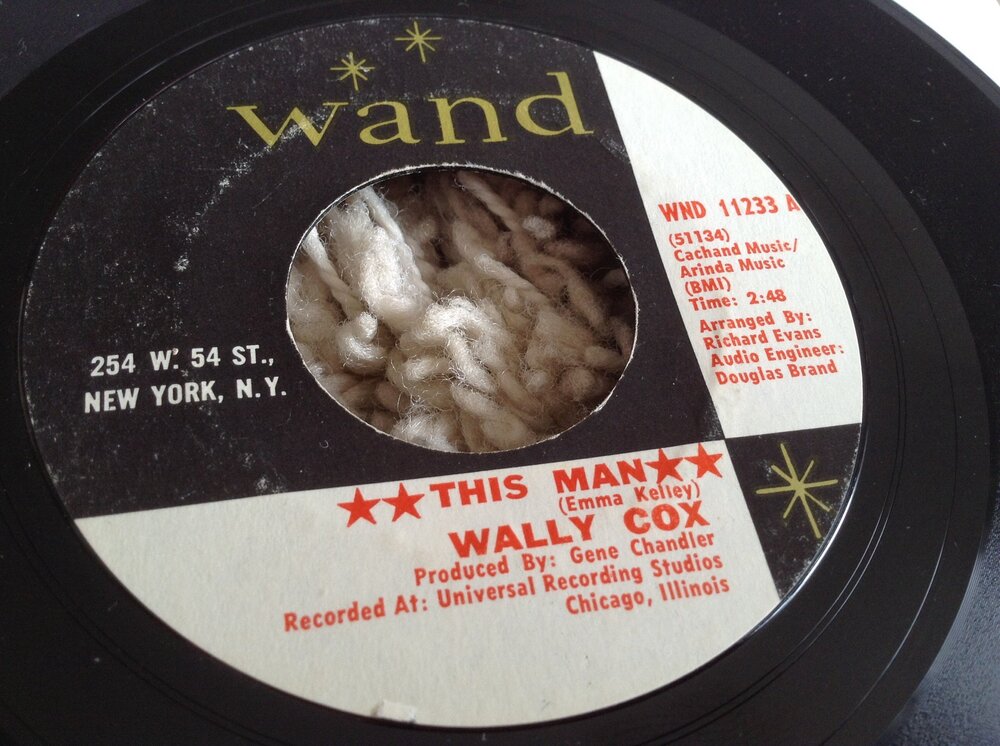 wand
WND 11233 A
(51134)
Cachand Music/
Arinda Music
(BMI)
Time: 2:48
Arranged By:
Richard Evans
Audio Engineer:
Douglas Brand
254 W. 54 ST.,
NEW YORK, N.Y.
★★THIS MAN★★
(Emma Kelley)
WALLY COX
Produced By: Gene Chandler
Recorded At: Universal Recording Studios
Chicago, Illinois